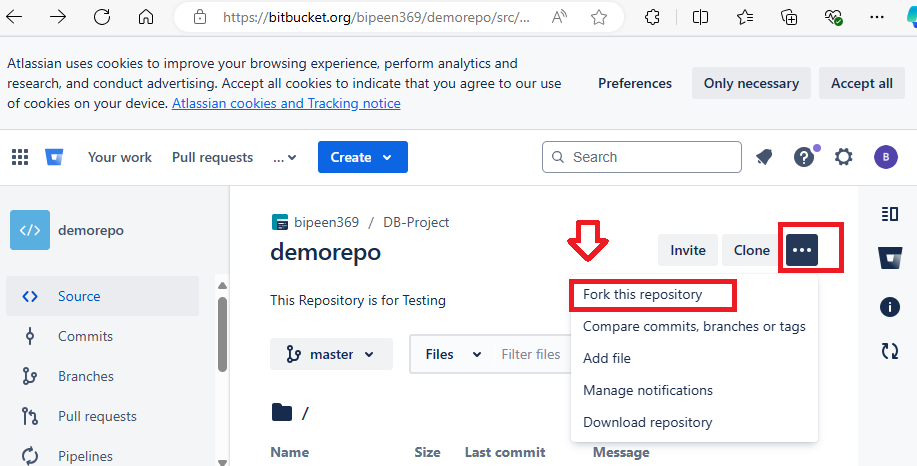 https://bitbucket.org/bipeen369/demorepo/src/...
Atlassian uses cookies to improve your browsing experience, perform analytics and
research, and conduct advertising. Accept all cookies to indicate that you agree to our use
of cookies on your device. Atlassian cookies and Tracking notice
Preferences
Only necessary
Accept all
Your work
Pull requests
...
Create
Search
B
demorepo
Source
Commits
Branches
Pull requests
Pipelines
bipeen369 / DB-Project
demorepo
Invite
Clone
This Repository is for Testing
master
Files
Filter files
/
Name Size Last commit Message
Fork this repository
Compare commits, branches or tags
Add file
Manage notifications
Download repository